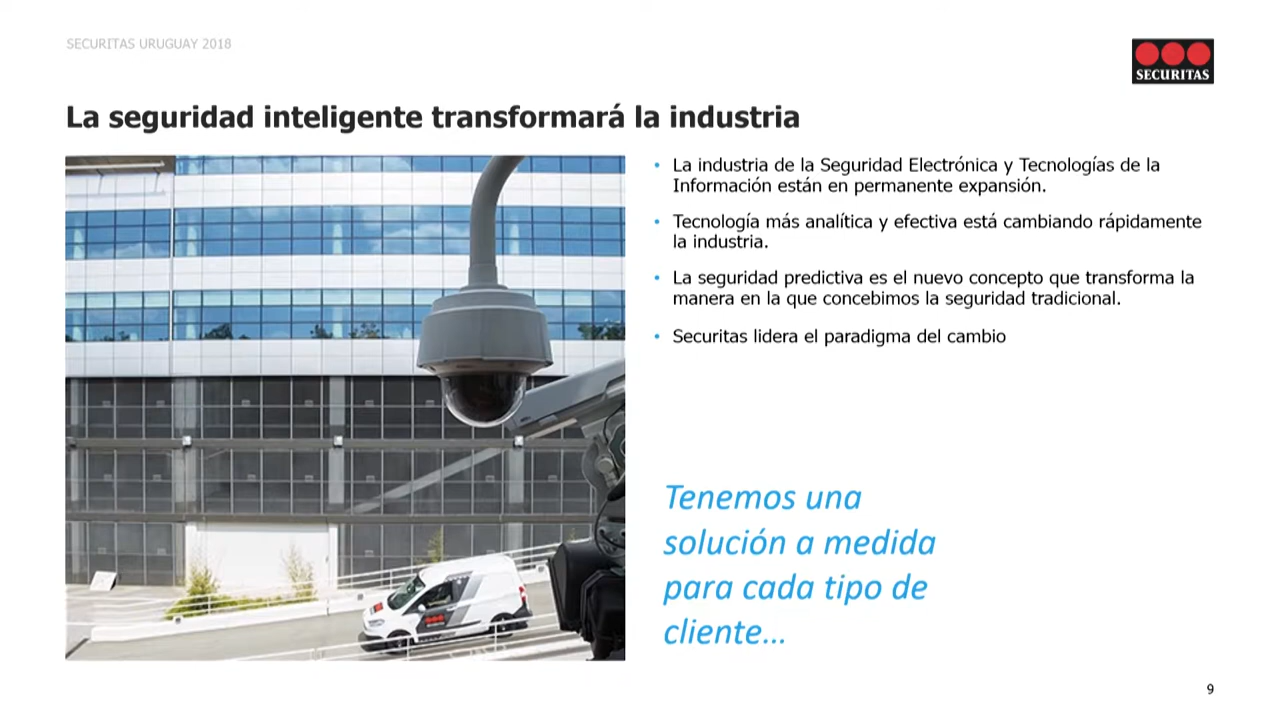 SECURITAS URUGUAY 2018
SECURITAS
La seguridad inteligente transformará la industria
La industria de la Seguridad Electrónica y Tecnologías de la
Información están en permanente expansión.
Tecnología más analítica y efectiva está cambiando rápidamente
la industria.
La seguridad predictiva es el nuevo concepto que transforma la
manera en la que concebimos la seguridad tradicional.
Securitas lidera el paradigma del cambio
Tenemos una
solución a medida
para cada tipo de
cliente...
9